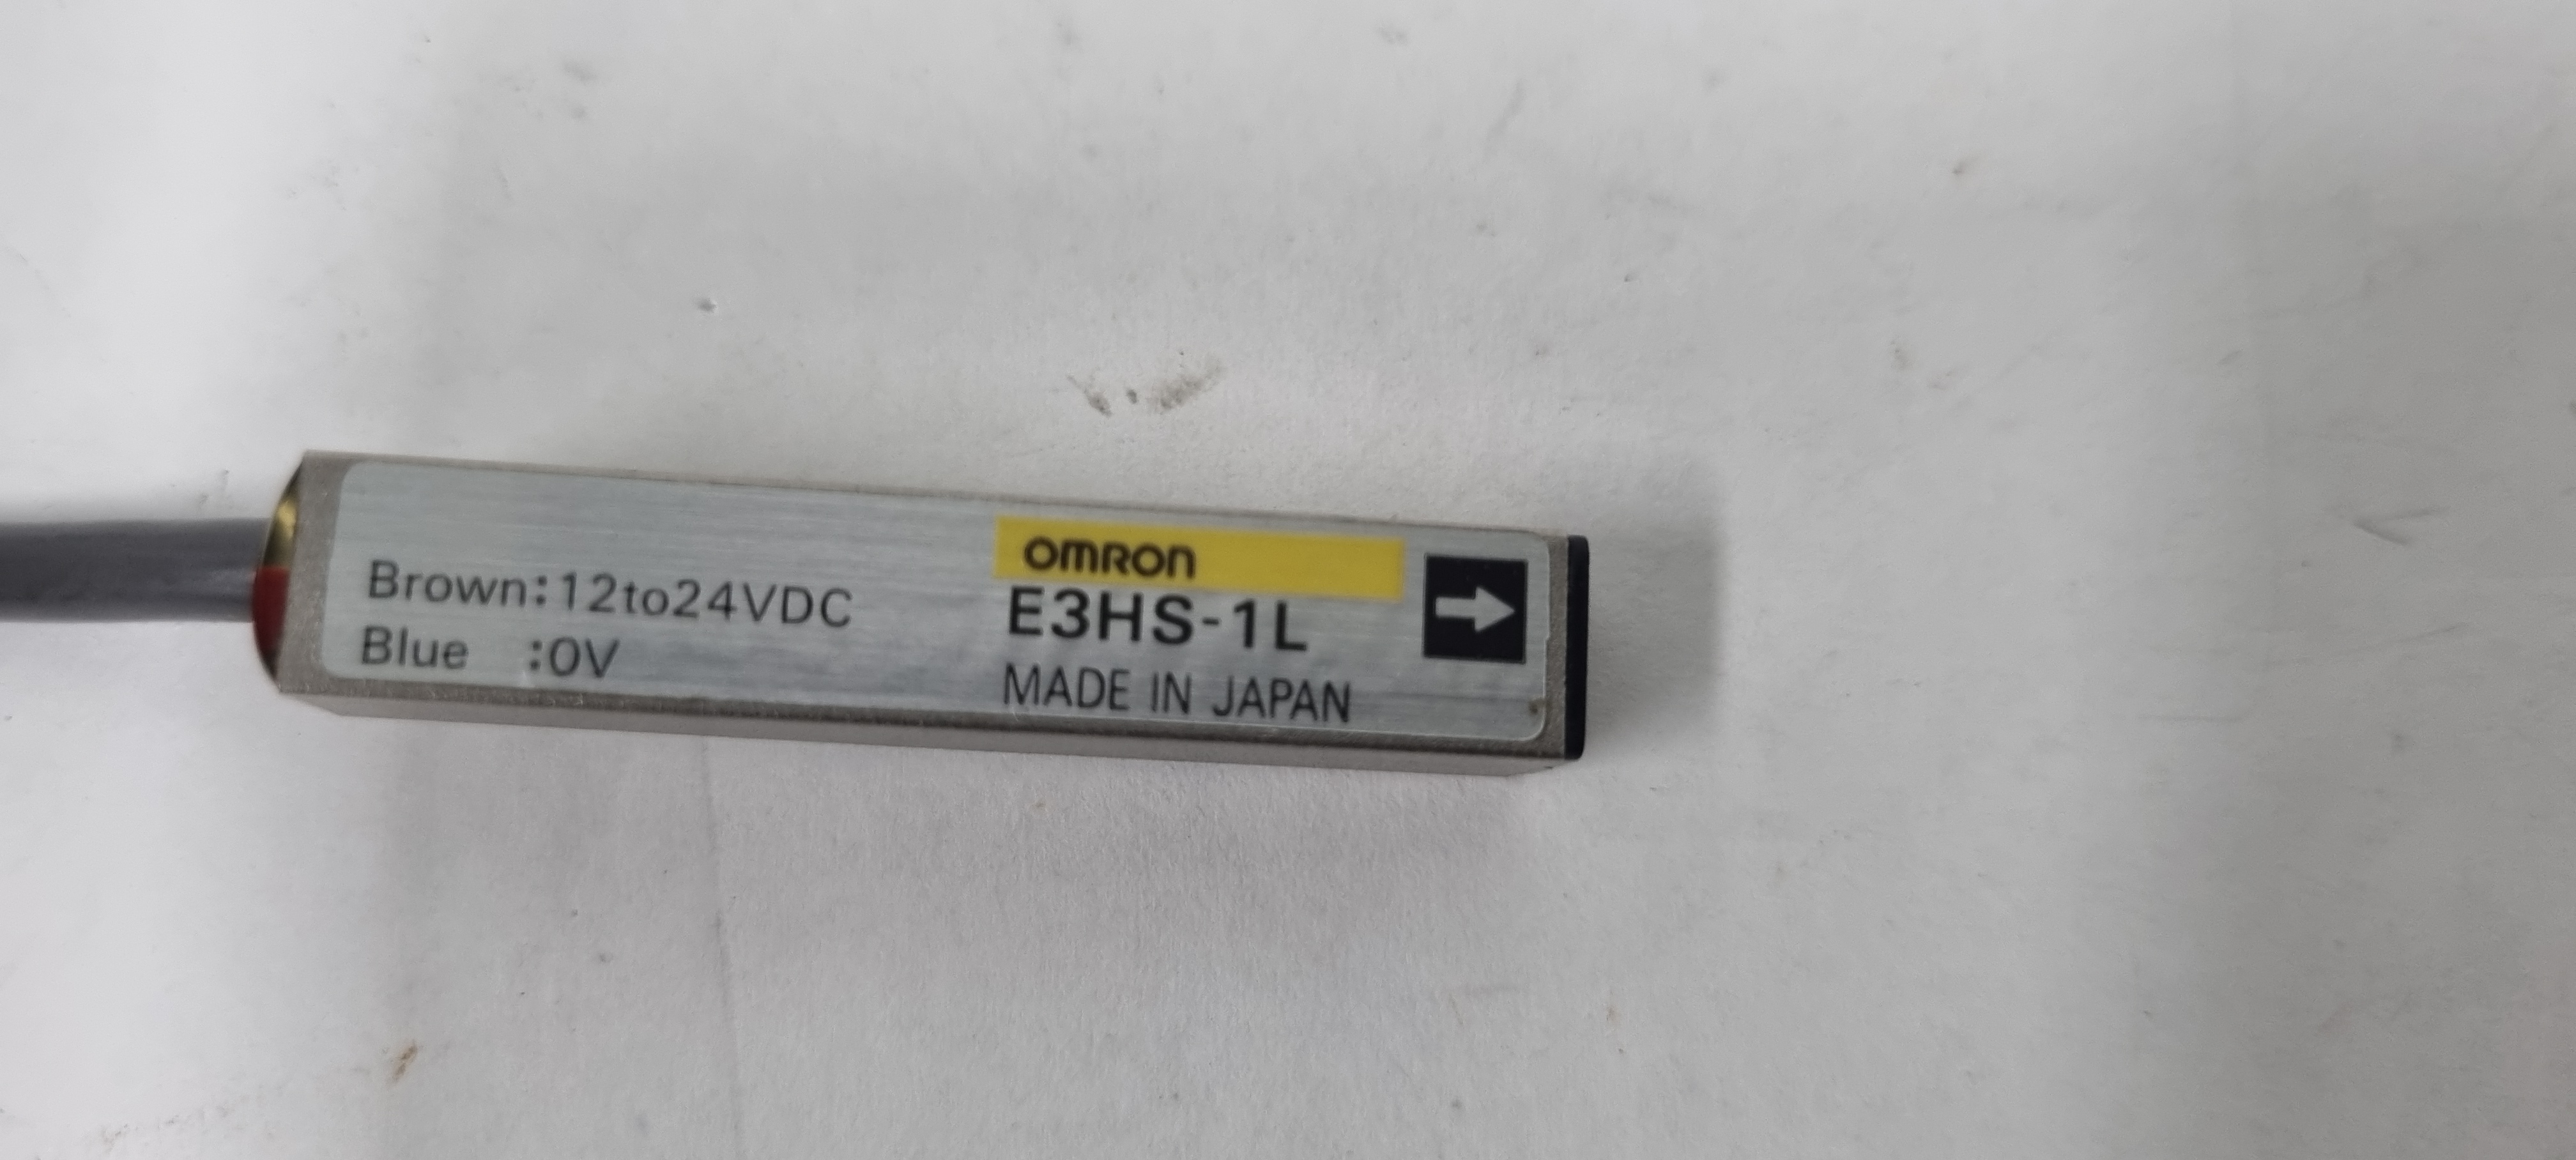 Brown:12to24VDC
Blue :0V
OMRON
E3HS-1L
MADE IN JAPAN